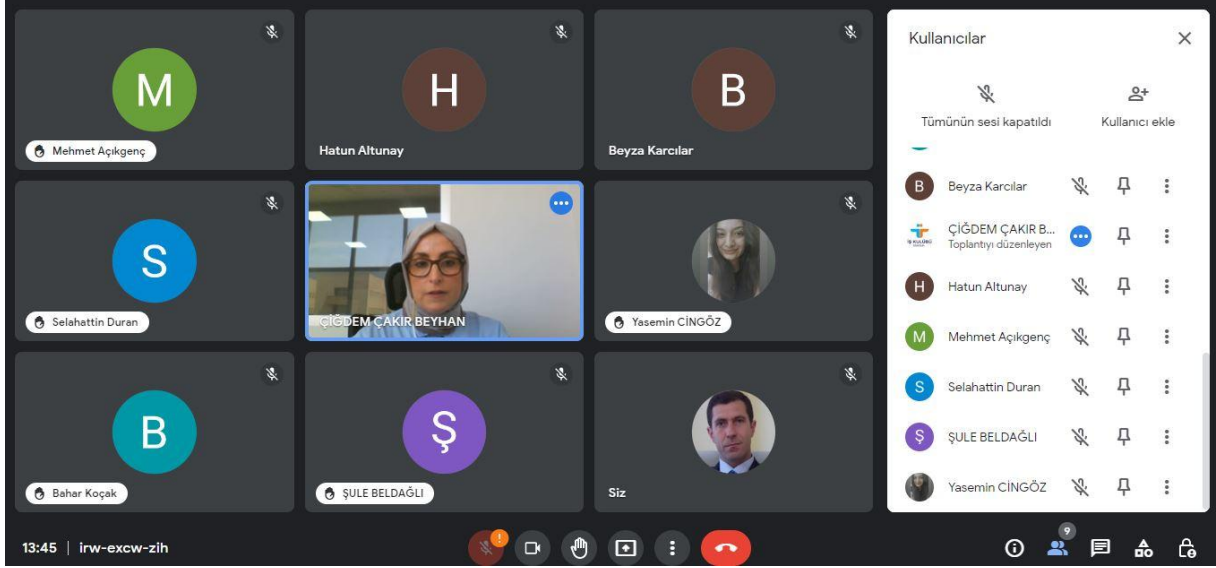 M
Mehmet Açıkgenç
H
Hatun Altunay
B
Beyza Karcılar
S
Selahattin Duran
ÇİĞDEM ÇAKIR BEYHAN
Yasemin CİNGÖZ
B
Bahar Koçak
Ş
ŞULE BELDAĞLI
Siz
Kullanıcılar
Tümünün sesi kapatıldı
Kullanıcı ekle
B
Beyza Karcılar
ÇİĞDEM ÇAKIR B...
Toplantıyı düzenleyen
H
Hatun Altunay
M
Mehmet Açıkgenç
S
Selahattin Duran
Ş
ŞULE BELDAĞLI
Yasemin CİNGÖZ
13:45 | irw-excw-zih
!
9